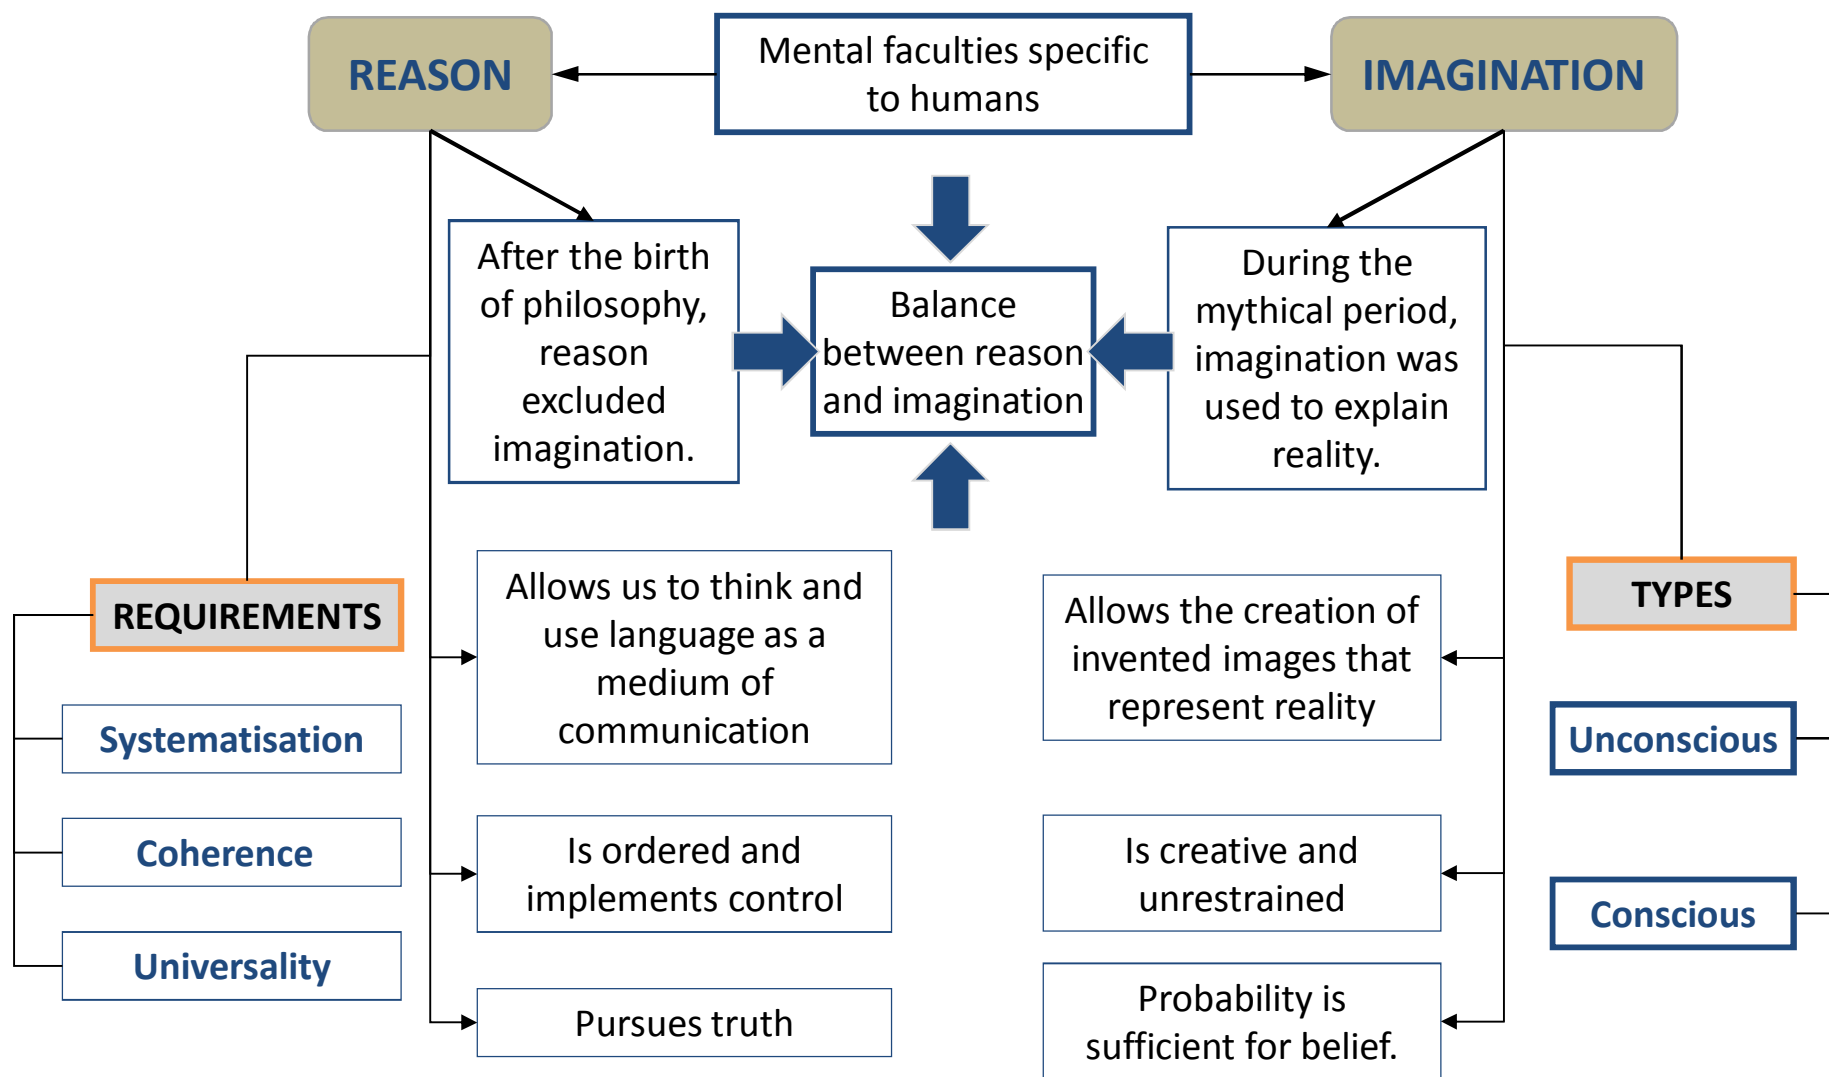 REASON
Mental faculties specific
to humans
IMAGINATION
After the birth
of philosophy,
reason
excluded
imagination.
Balance
between reason
and imagination
During the
mythical period,
imagination was
used to explain
reality.
REQUIREMENTS
Systematisation
Coherence
Universality
Allows us to think and
use language as a
medium of
communication
Is ordered and
implements control
Pursues truth
Allows the creation of
invented images that
represent reality
Is creative and
unrestrained
Probability is
sufficient for belief.
TYPES
Unconscious
Conscious